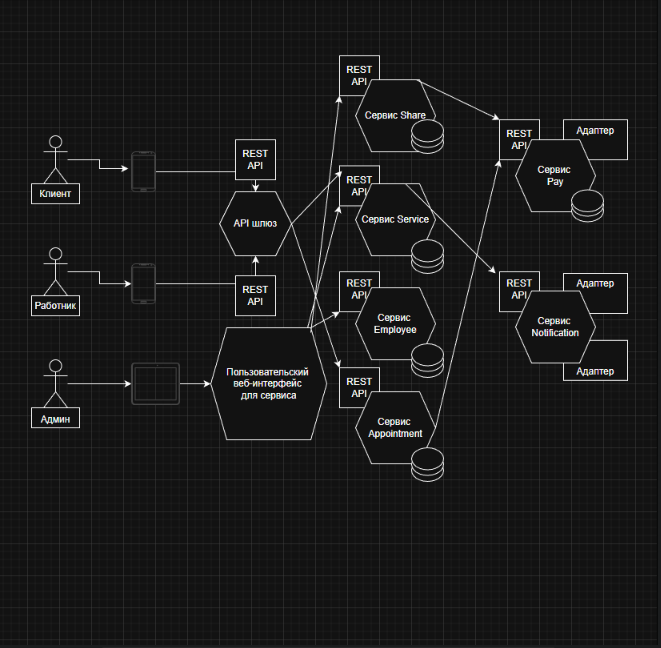 REST
API
Сервис Share
REST
API
Адаптер
Сервис
Pay
REST
API
Клиент
API шлюз
REST
API
Сервис Service
Работник
REST
API
REST
API
Сервис
Employee
REST
API
Адаптер
Сервис
Notification
Адаптер
Админ
Пользовательский
веб-интерфейс
для сервиса
REST
API
Сервис
Appointment